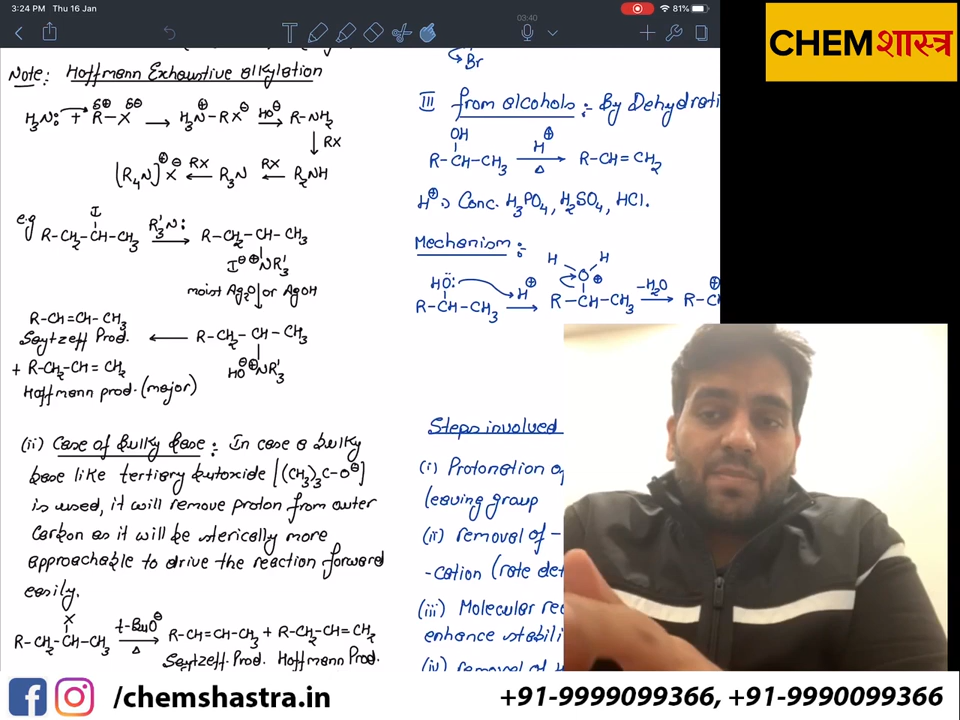 3:24 PM Thu 16 Jan
81%
03:40
CHEMशास्त्र
Note: Hoffmann Exhaustive alkylation
H₃N: + R–X → H₃N⊕–R X⊖ HO⊖ → R–NH₂
δ⊕ δ⊖
↓ RX
(R₄N)⊕ X⊖ ← RX R₃N ← RX R₂NH
e.g
I
R–CH₂–CH–CH₃ R'₃N: → R–CH₂–CH–CH₃
I⊖ ⊕NR'₃
moist Ag₂O ↓ or AgOH
R–CH=CH–CH₃
Saytzeff Prod. ← R–CH₂–CH–CH₃
+ R–CH₂–CH=CH₂
HO⊖ ⊕NR'₃
Hoffmann prod. (major)
(ii) Case of bulky base : In case a bulky
base like tertiary butoxide [(CH₃)₃C–O⊖]
is used, it will remove proton from outer
Carbon as it will be sterically more
approachable to drive the reaction forward
easily.
X
R–CH₂–CH–CH₃ t-BuO⊖ → Δ R–CH=CH–CH₃ + R–CH₂–CH=CH₂
Saytzeff Prod. Hoffmann Prod.
Br
III from alcohols :- By Dehydrati
OH
R–CH–CH₃ H⊕ → Δ R–CH=CH₂
H⊕ :> Conc. H₃PO₄, H₂SO₄, HCl.
Mechanism :-
H H
HO: H⊕ O⊕
R–CH–CH₃ → R–CH–CH₃ –H₂O → R–C
⊕
Steps involved
(i) Protonation o
leaving group
(ii) removal of –
-cation (rate det
(iii) Molecular re
enhance stabili
(iv) removal of
/chemshastra.in
+91-9999099366, +91-9990099366